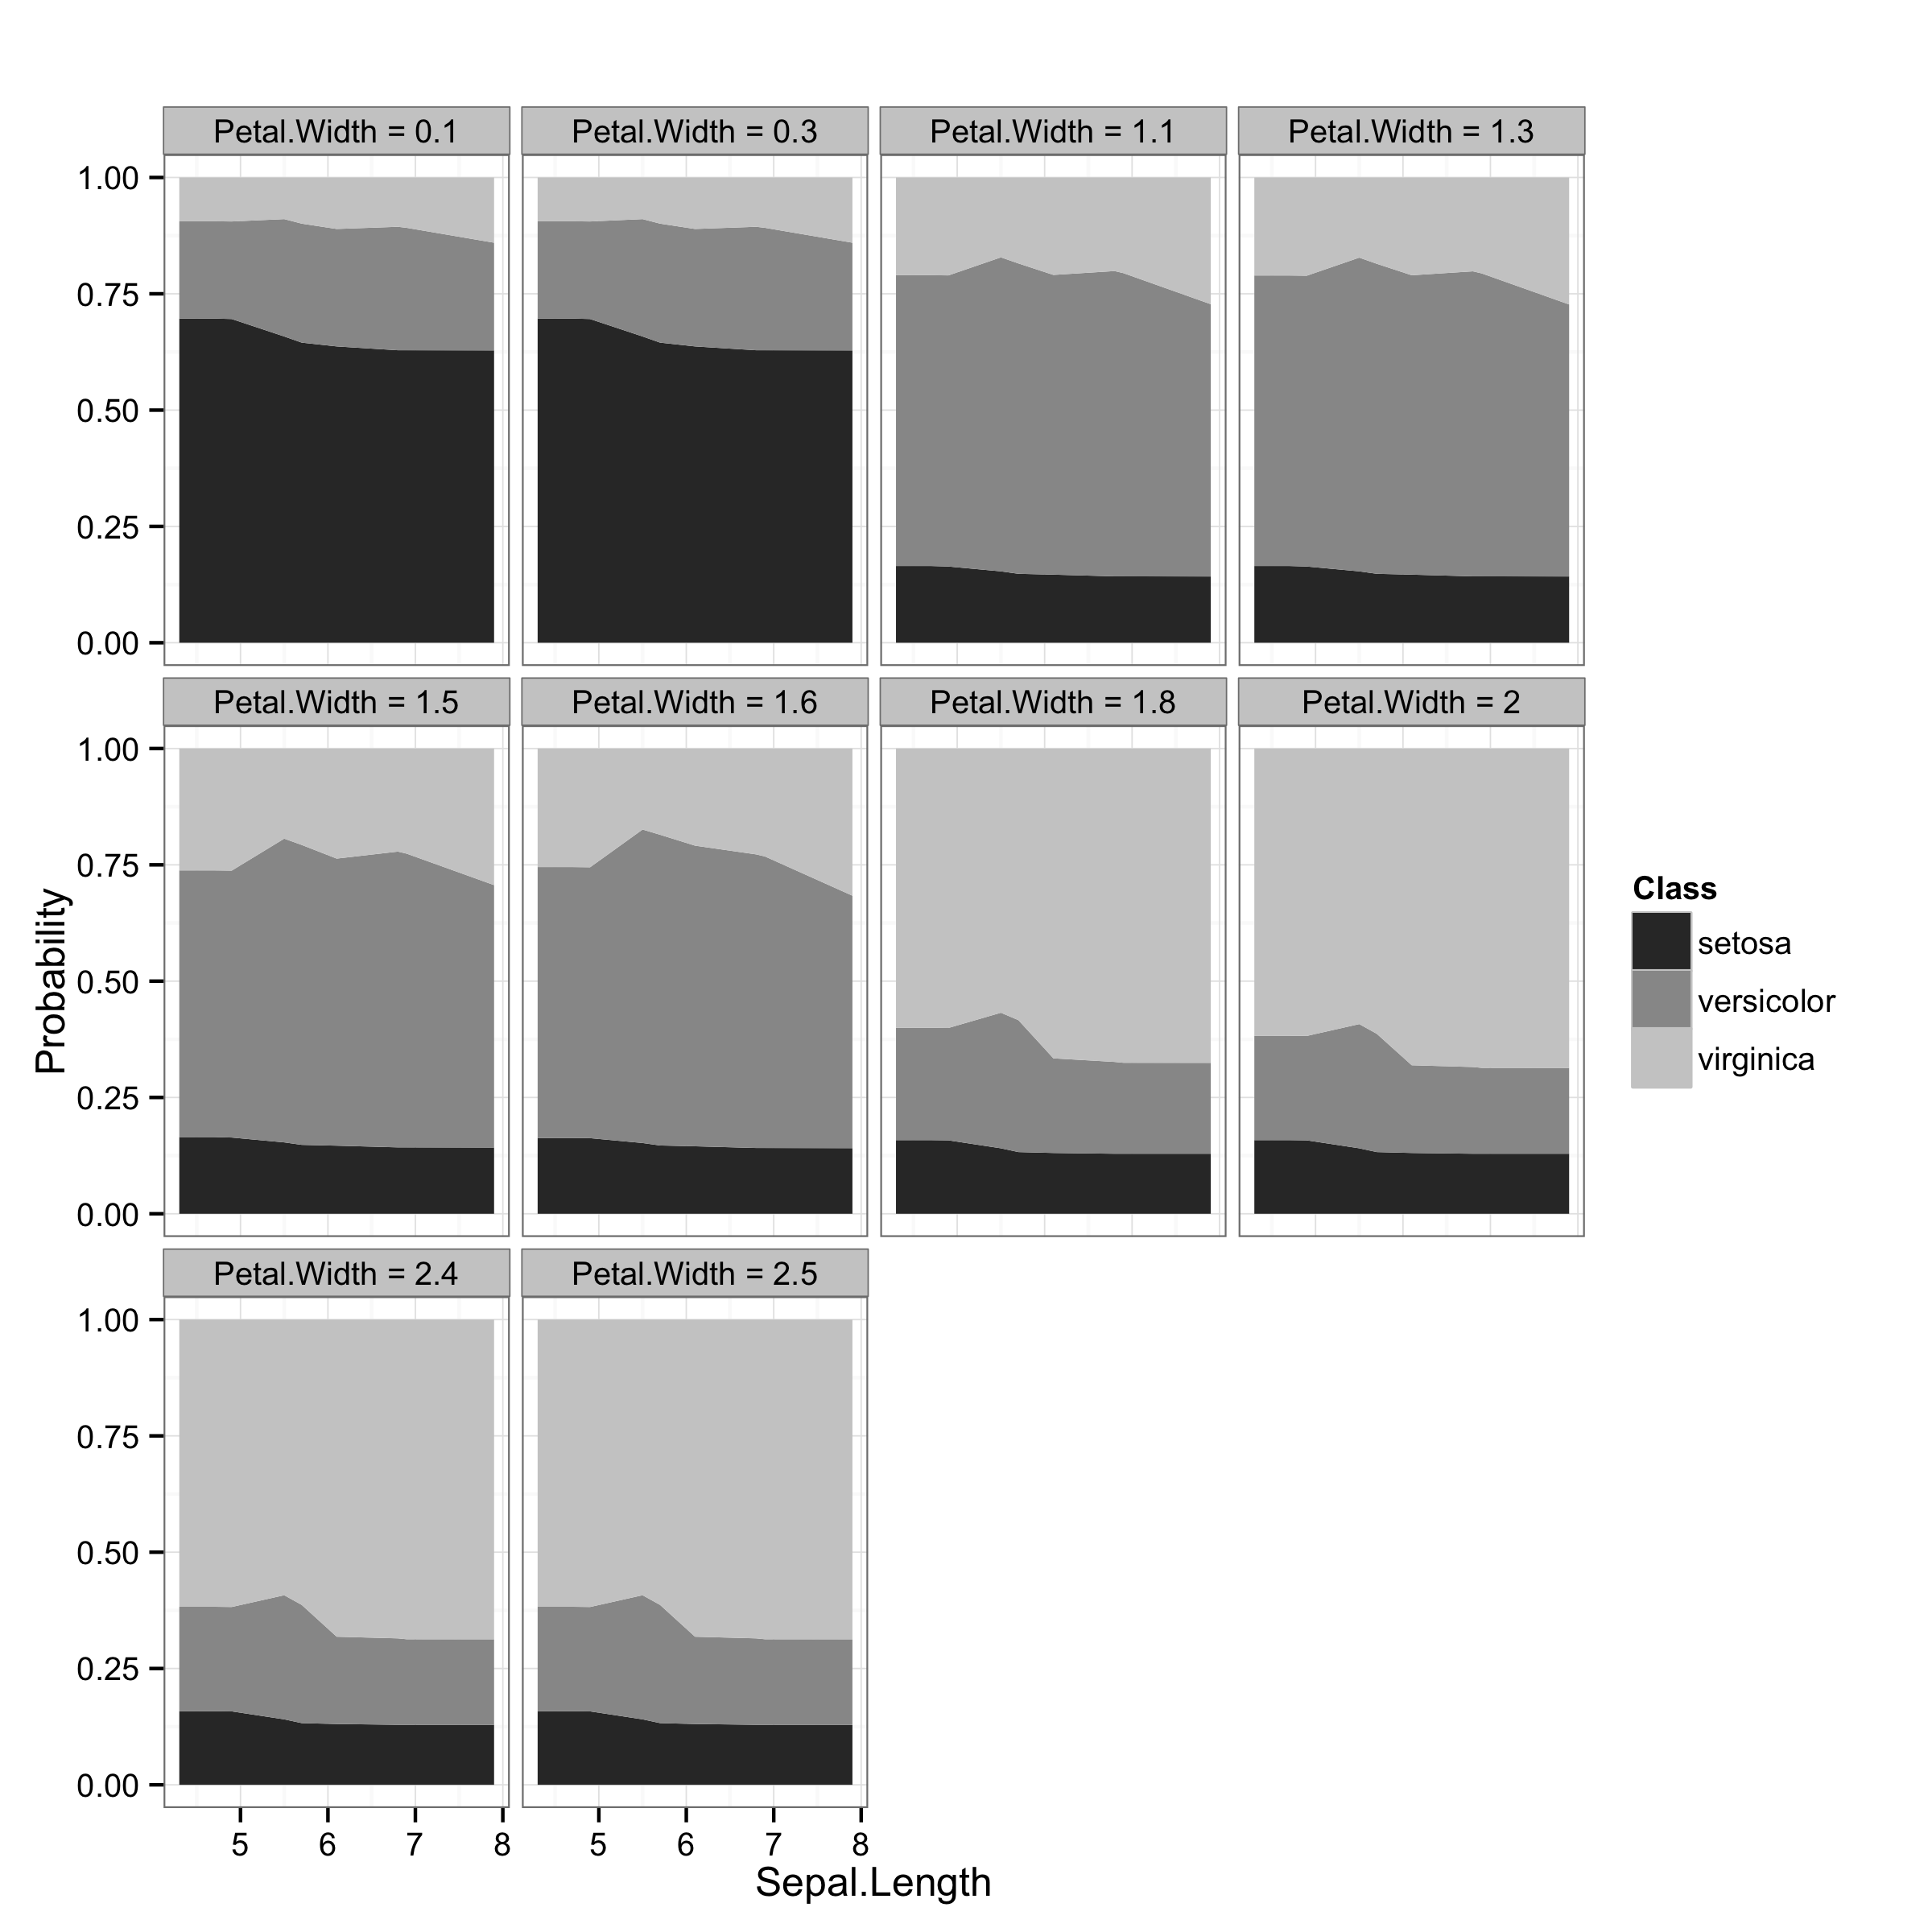 Petal.Width = 0.1 Petal.Width = 0.3 Petal.Width = 1.1 Petal.Width = 1.3
1.00
0.75
0.50
0.25
0.00
Petal.Width = 1.5 Petal.Width = 1.6 Petal.Width = 1.8 Petal.Width = 2
1.00
0.75
0.50
0.25
0.00
Petal.Width = 2.4 Petal.Width = 2.5
1.00
0.75
0.50
0.25
0.00
5 6 7 8 5 6 7 8
Sepal.Length
Probability
Class
setosa
versicolor
virginica